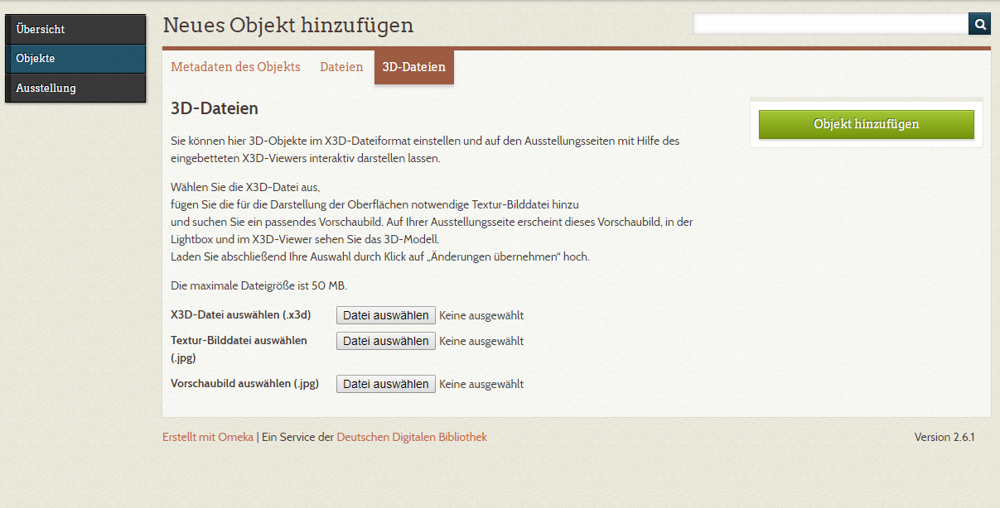 Übersicht
Objekte
Ausstellung
Neues Objekt hinzufügen
Metadaten des Objekts
Dateien
3D-Dateien
3D-Dateien
Sie können hier 3D-Objekte im X3D-Dateiformat einstellen und auf den Ausstellungsseiten mit Hilfe des
eingebetteten X3D-Viewers interaktiv darstellen lassen.
Wählen Sie die X3D-Datei aus,
fügen Sie die für die Darstellung der Oberflächen notwendige Textur-Bilddatei hinzu
und suchen Sie ein passendes Vorschaubild. Auf Ihrer Ausstellungsseite erscheint dieses Vorschaubild, in der
Lightbox und im X3D-Viewer sehen Sie das 3D-Modell.
Laden Sie abschließend Ihre Auswahl durch Klick auf „Änderungen übernehmen“ hoch.
Die maximale Dateigröße ist 50 MB.
X3D-Datei auswählen (.x3d)
Datei auswählen Keine ausgewählt
Textur-Bilddatei auswählen
(.jpg)
Datei auswählen Keine ausgewählt
Vorschaubild auswählen (.jpg)
Datei auswählen Keine ausgewählt
Objekt hinzufügen
Erstellt mit Omeka | Ein Service der Deutschen Digitalen Bibliothek
Version 2.6.1